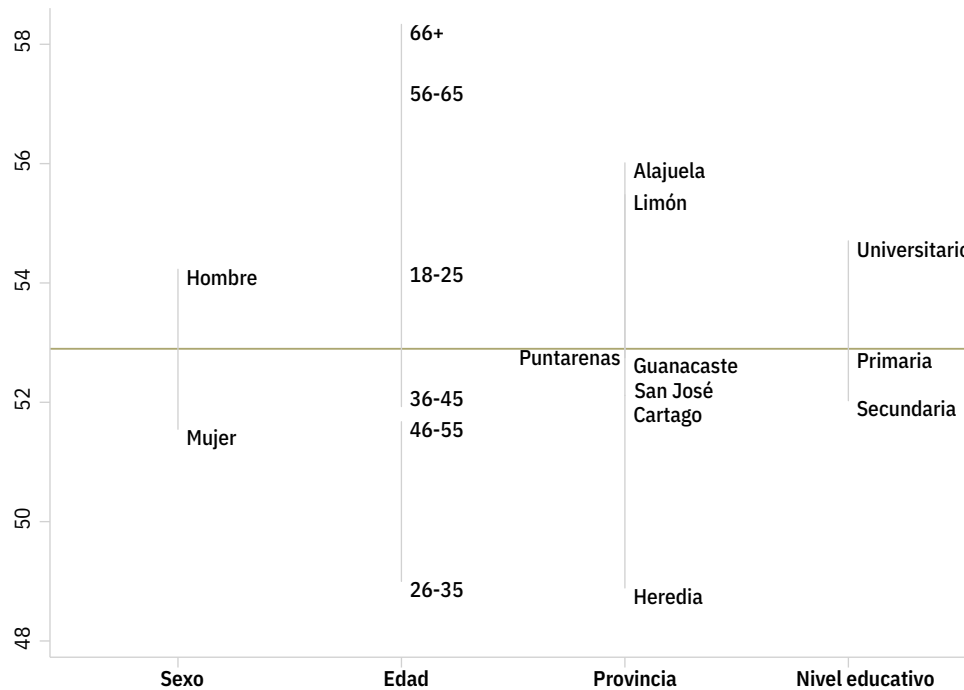 58
56
54
52
50
48
Hombre
Mujer
66+
56-65
18-25
36-45
46-55
26-35
Alajuela
Limón
Puntarenas
Guanacaste
San José
Cartago
Heredia
Universitario
Primaria
Secundaria
Sexo
Edad
Provincia
Nivel educativo